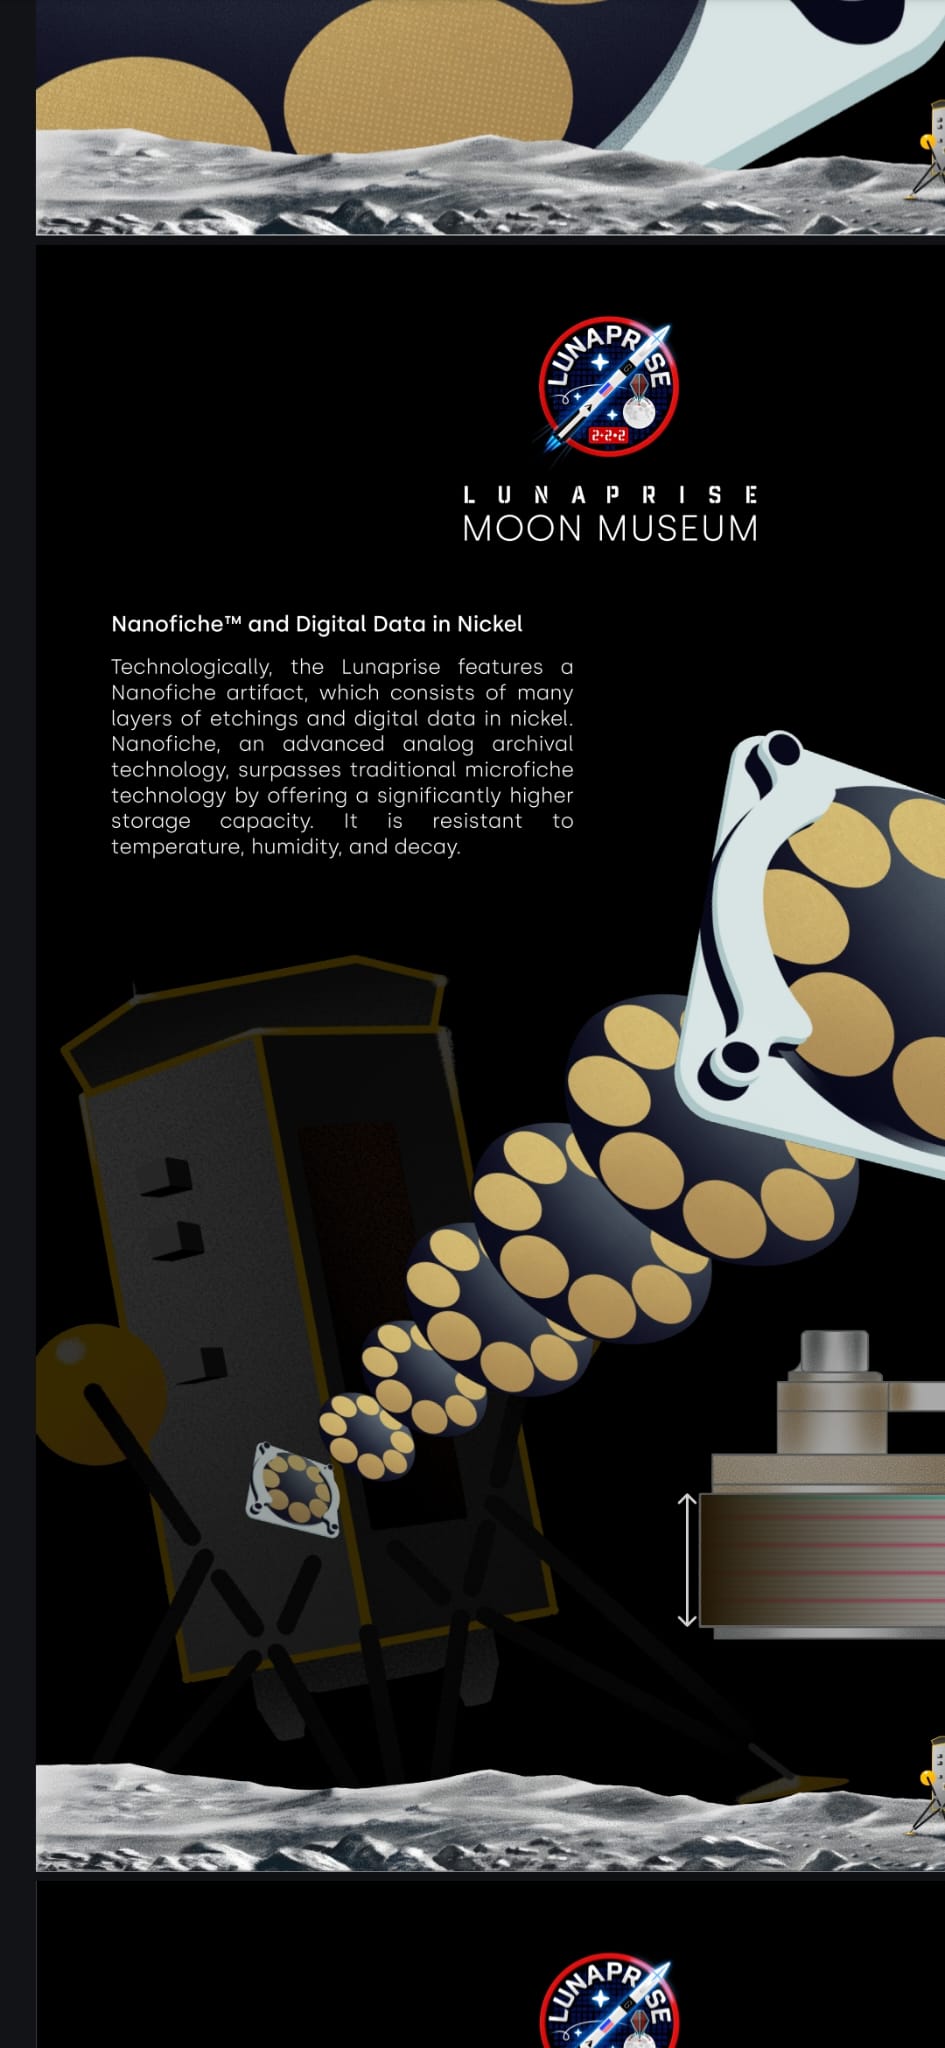 LUNAPRISE
2•2•2
LUNAPRISE
MOON MUSEUM
Nanofiche™ and Digital Data in Nickel
Technologically, the Lunaprise features a
Nanofiche artifact, which consists of many
layers of etchings and digital data in nickel.
Nanofiche, an advanced analog archival
technology, surpasses traditional microfiche
technology by offering a significantly higher
storage capacity. It is resistant to
temperature, humidity, and decay.
LUNAPRISE